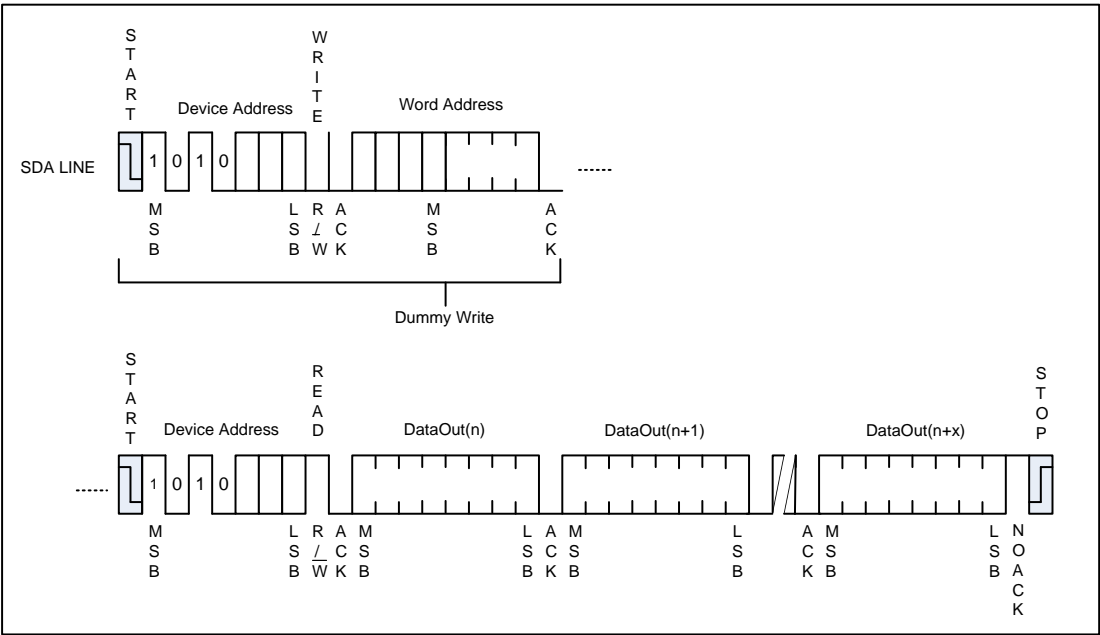 START
WRITE
Device Address
Word Address
SDA LINE
1 0 1 0
......
MSB
LSB
R/W
ACK
MSB
ACK
Dummy Write
START
READ
STOP
Device Address
DataOut(n)
DataOut(n+1)
DataOut(n+x)
......
1 0 1 0
MSB
LSB
R/W
ACK
MSB
LSB
ACK
MSB
LSB
ACK
MSB
LSB
NOACK